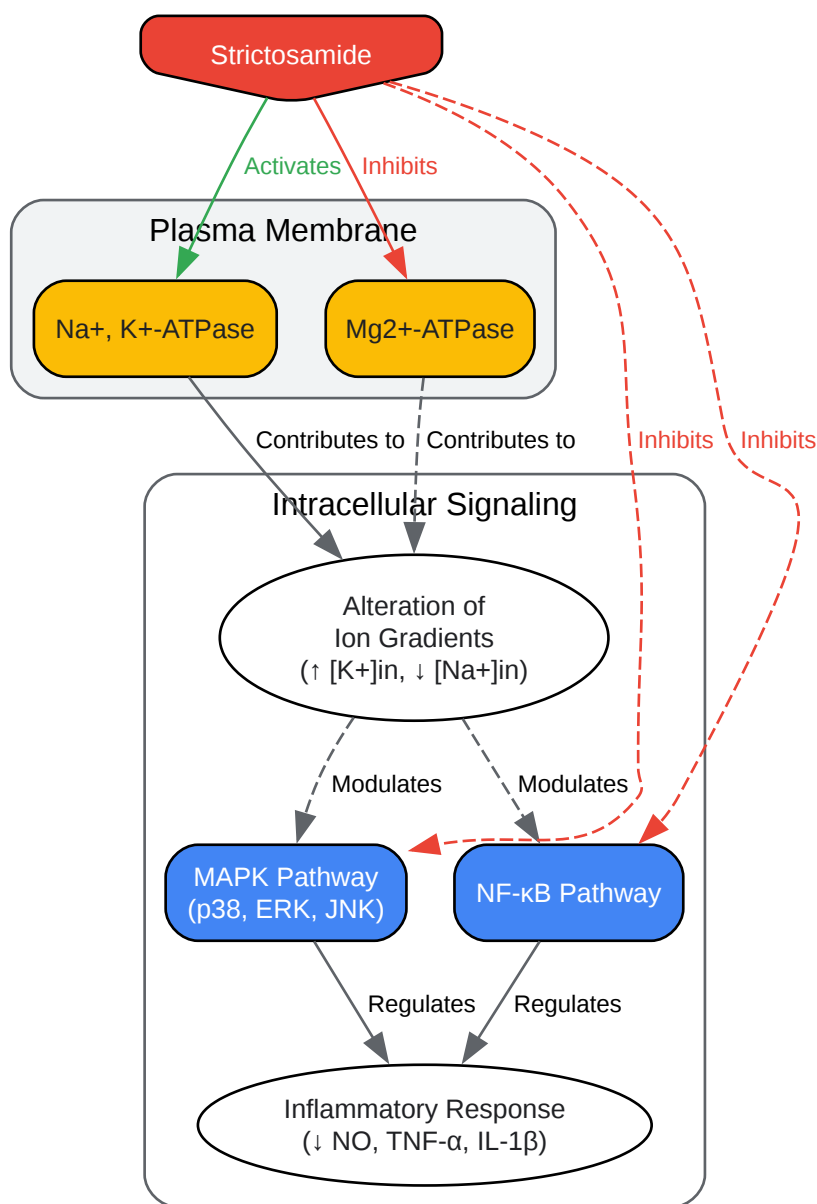 Strictosamide
Activates
Inhibits
Plasma Membrane
Na+, K+-ATPase
Mg2+-ATPase
Contributes to
Contributes to
Inhibits
Inhibits
Intracellular Signaling
Alteration of
Ion Gradients
(↑ [K+]in, ↓ [Na+]in)
Modulates
Modulates
MAPK Pathway
(p38, ERK, JNK)
NF-κB Pathway
Regulates
Regulates
Inflammatory Response
(↓ NO, TNF-α, IL-1β)